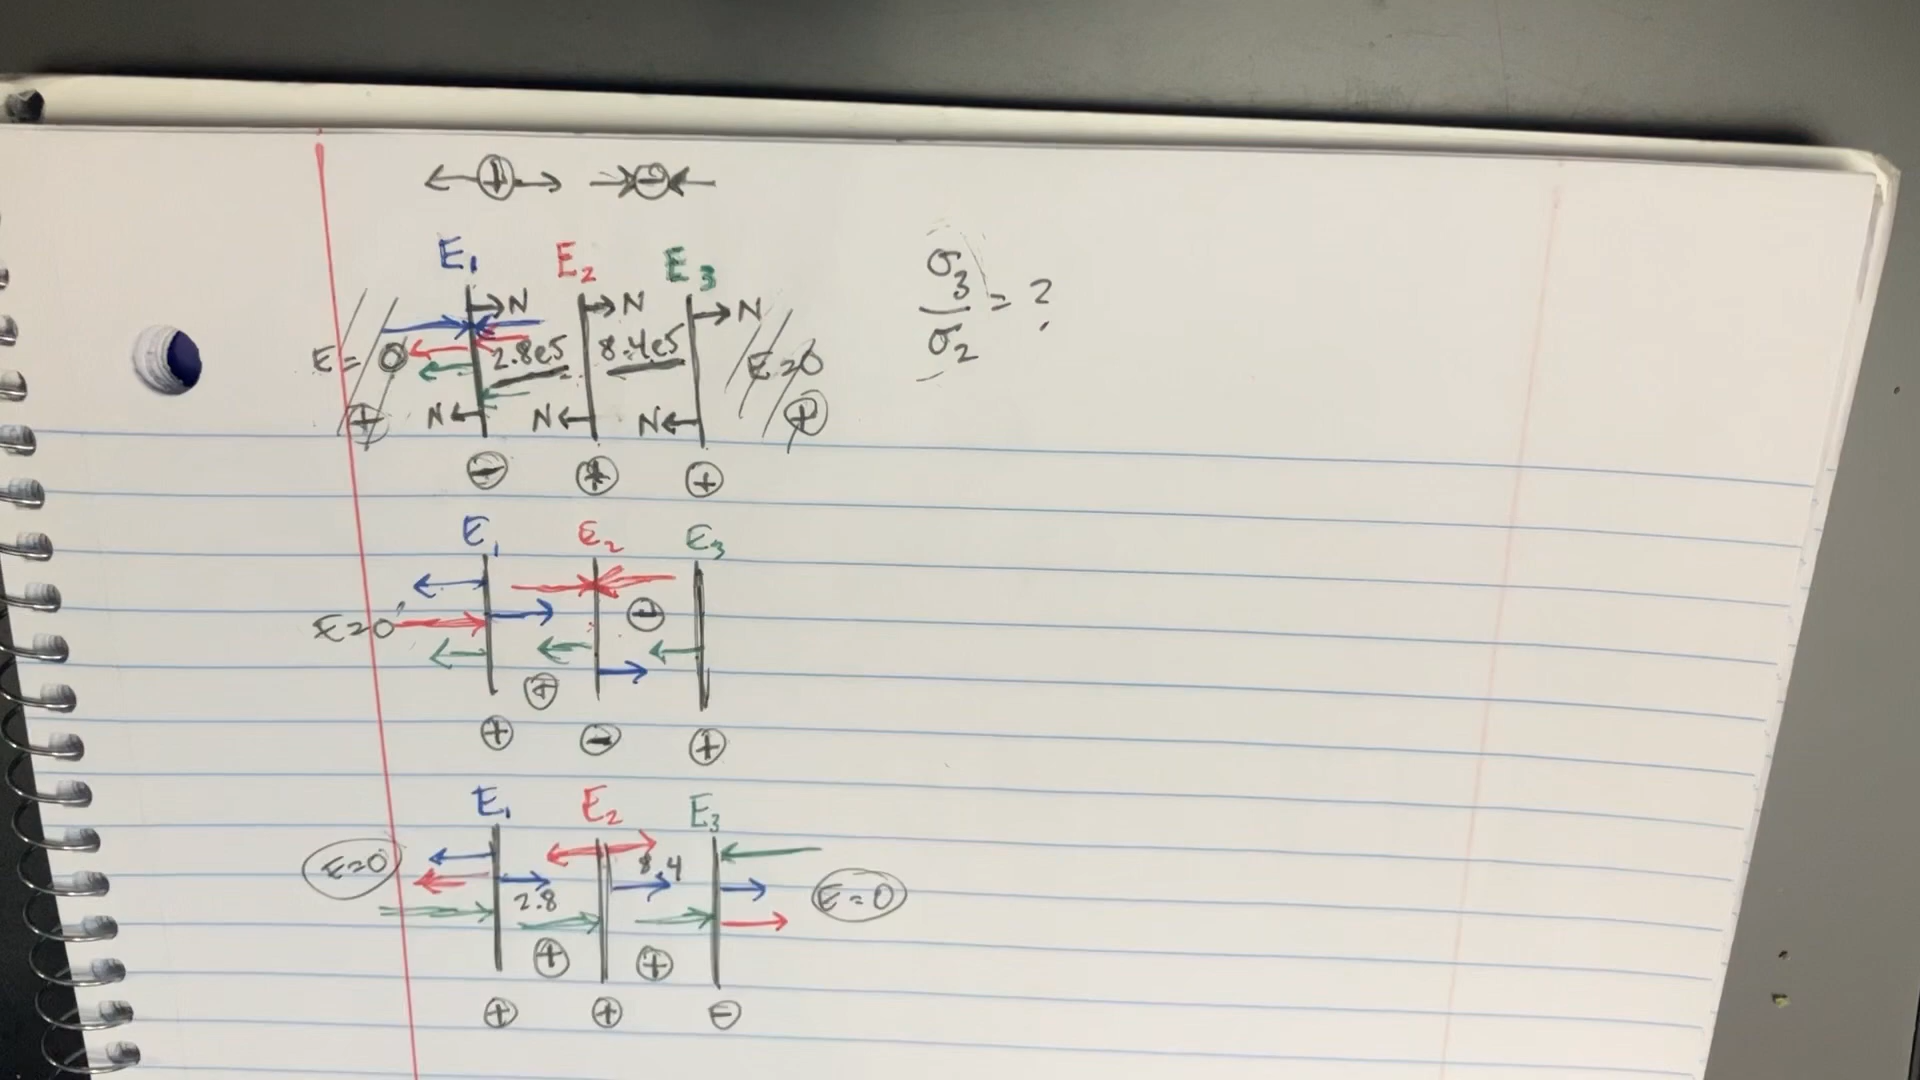 ← ⊕ → → ⊖ ←
E₁ E₂ E₃
→N →N →N
E=0 2.8e5 8.4e5 E=0
⊕ N← N← N← ⊕
⊖ ⊕ ⊕
σ₃/σ₂ = ?
E₁ E₂ E₃
E=0 ⊖
⊕
⊕ ⊖ ⊕
E₁ E₂ E₃
E=0 2.8 8.4 E=0
⊕ ⊕
⊕ ⊕ ⊖